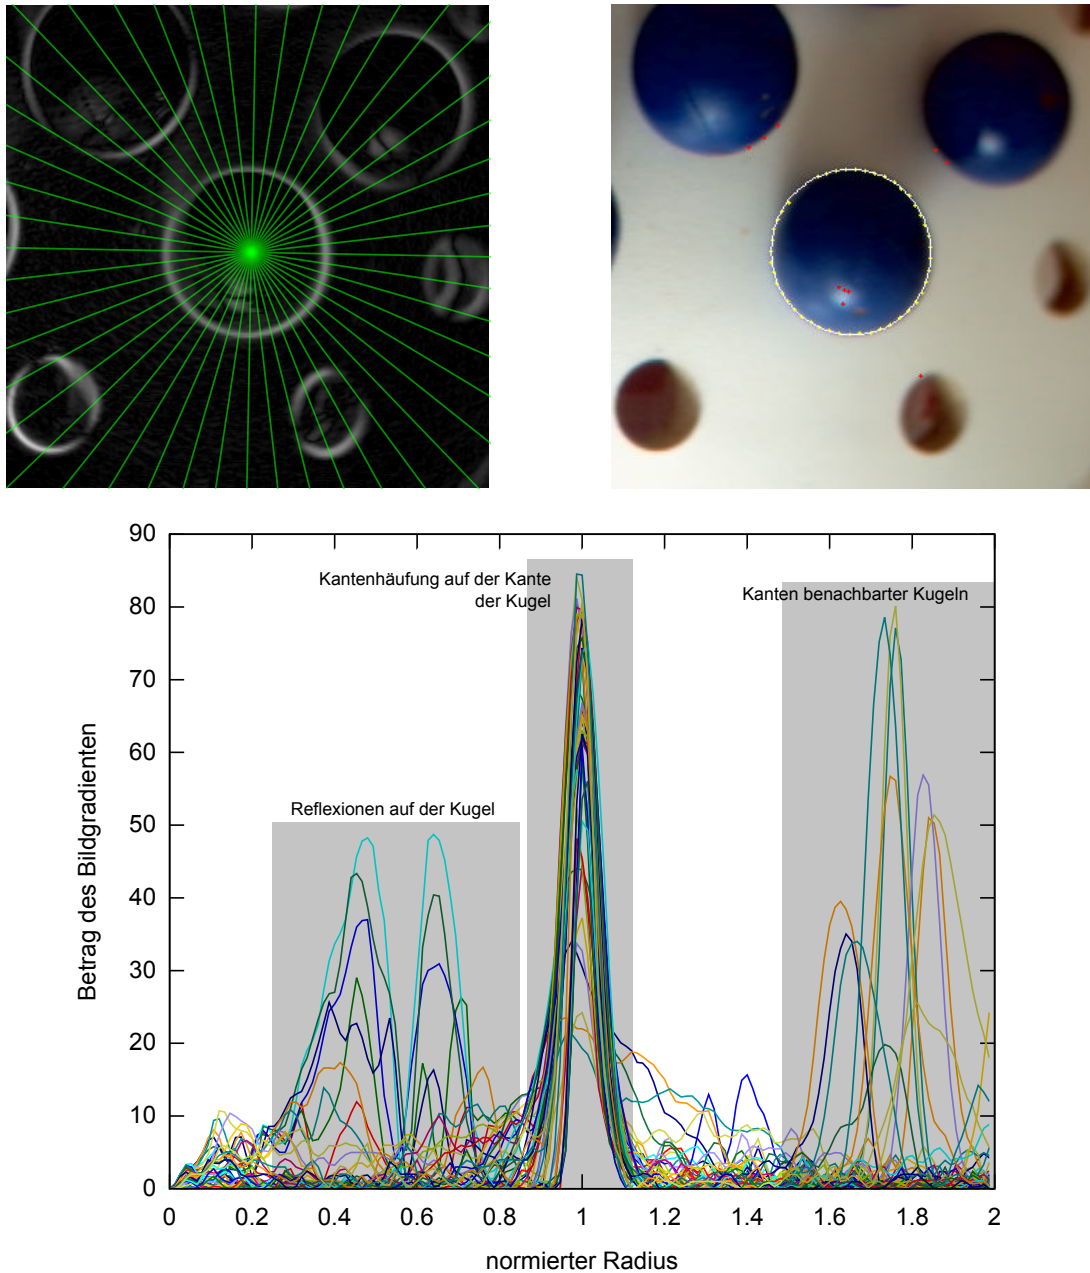 90
80
70
60
50
40
30
20
10
0
Kantenhäufung auf der Kante
der Kugel
Kanten benachbarter Kugeln
Reflexionen auf der Kugel
Betrag des Bildgradienten
0 0.2 0.4 0.6 0.8 1 1.2 1.4 1.6 1.8 2
normierter Radius